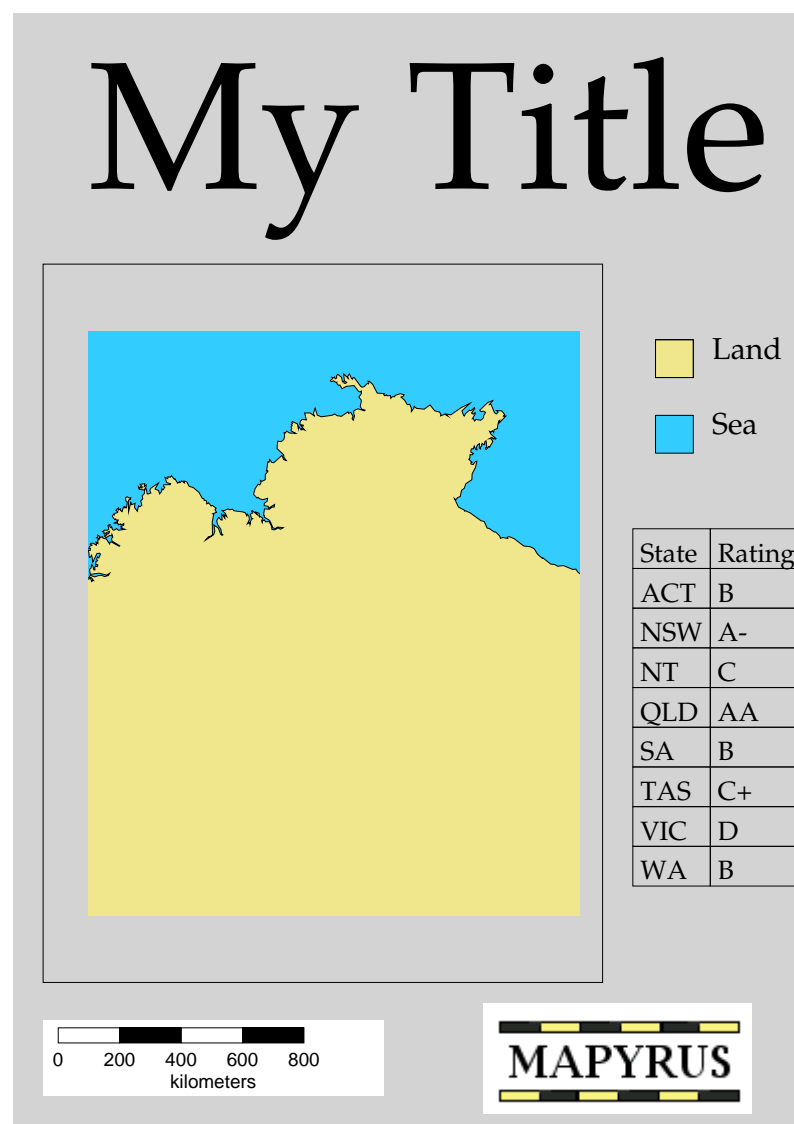 My Title
Land
Sea
State Rating
ACT B
NSW A-
NT C
QLD AA
SA B
TAS C+
VIC D
WA B
0 200 400 600 800
kilometers
MAPYRUS